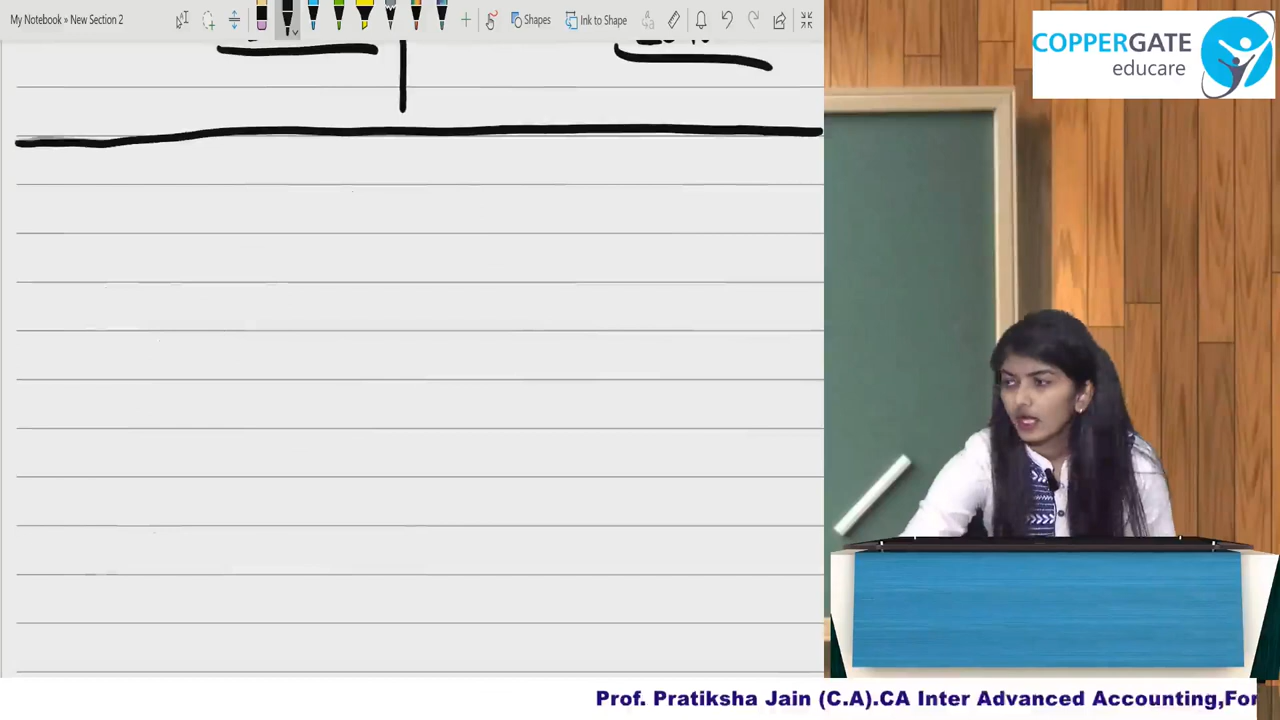 My Notebook » New Section 2
Shapes
Ink to Shape
COPPERGATE
educare
Prof. Pratiksha Jain (C.A).CA Inter Advanced Accounting,For